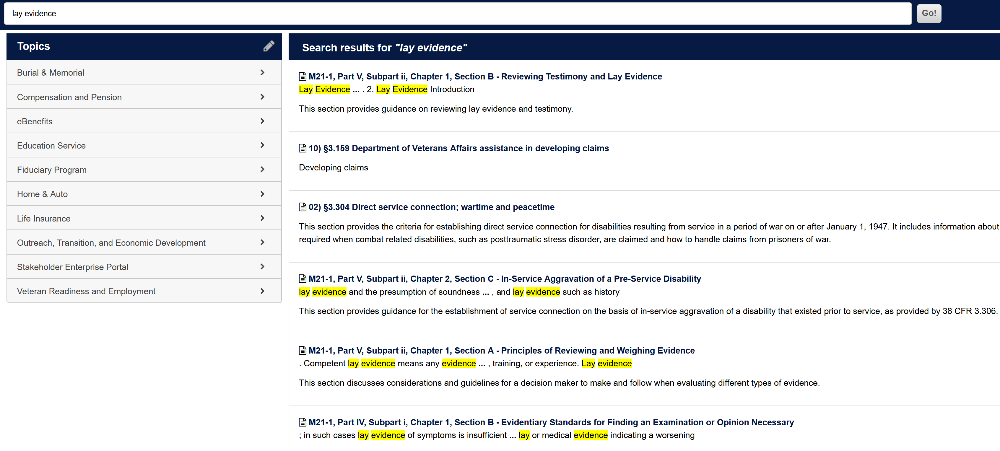 lay evidence
Go!
Topics
Burial & Memorial
Compensation and Pension
eBenefits
Education Service
Fiduciary Program
Home & Auto
Life Insurance
Outreach, Transition, and Economic Development
Stakeholder Enterprise Portal
Veteran Readiness and Employment
Search results for "lay evidence"
M21-1, Part V, Subpart ii, Chapter 1, Section B - Reviewing Testimony and Lay Evidence
Lay Evidence ... . 2. Lay Evidence Introduction
This section provides guidance on reviewing lay evidence and testimony.
10) §3.159 Department of Veterans Affairs assistance in developing claims
Developing claims
02) §3.304 Direct service connection; wartime and peacetime
This section provides the criteria for establishing direct service connection for disabilities resulting from service in a period of war on or after January 1, 1947. It includes information about
required when combat related disabilities, such as posttraumatic stress disorder, are claimed and how to handle claims from prisoners of war.
M21-1, Part V, Subpart ii, Chapter 2, Section C - In-Service Aggravation of a Pre-Service Disability
lay evidence and the presumption of soundness ... , and lay evidence such as history
This section provides guidance for the establishment of service connection on the basis of in-service aggravation of a disability that existed prior to service, as provided by 38 CFR 3.306.
M21-1, Part V, Subpart ii, Chapter 1, Section A - Principles of Reviewing and Weighing Evidence
. Competent lay evidence means any evidence ... , training, or experience. Lay evidence
This section discusses considerations and guidelines for a decision maker to make and follow when evaluating different types of evidence.
M21-1, Part IV, Subpart i, Chapter 1, Section B - Evidentiary Standards for Finding an Examination or Opinion Necessary
; in such cases lay evidence of symptoms is insufficient ... lay or medical evidence indicating a worsening